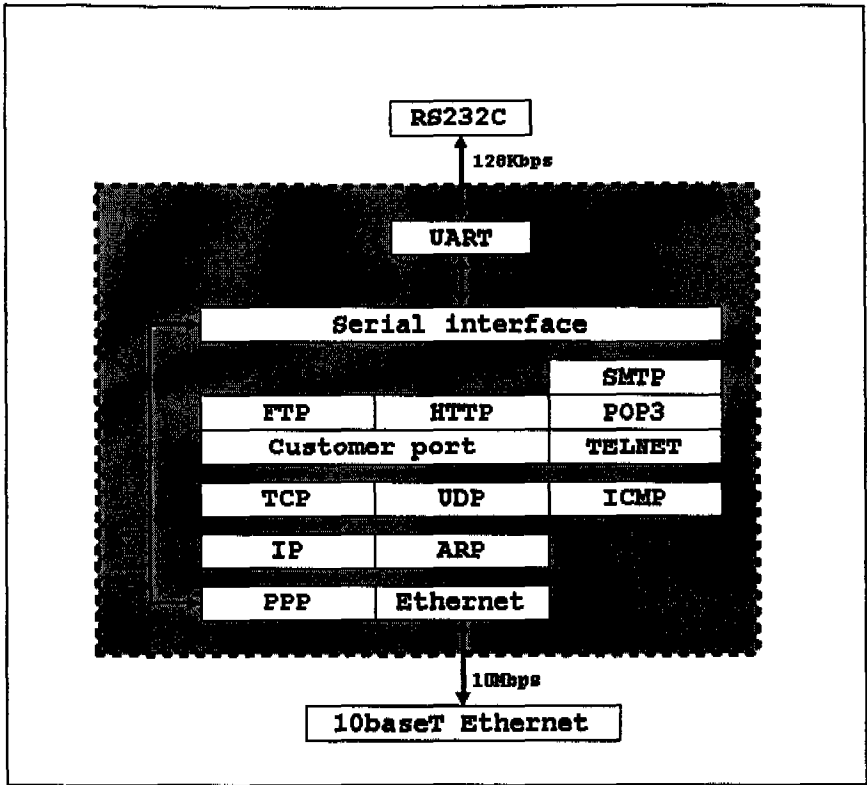 RS232C
128Kbps
UART
Serial interface
SMTP
FTP HTTP POP3
Customer port TELNET
TCP UDP ICMP
IP ARP
PPP Ethernet
10Mbps
10baseT Ethernet